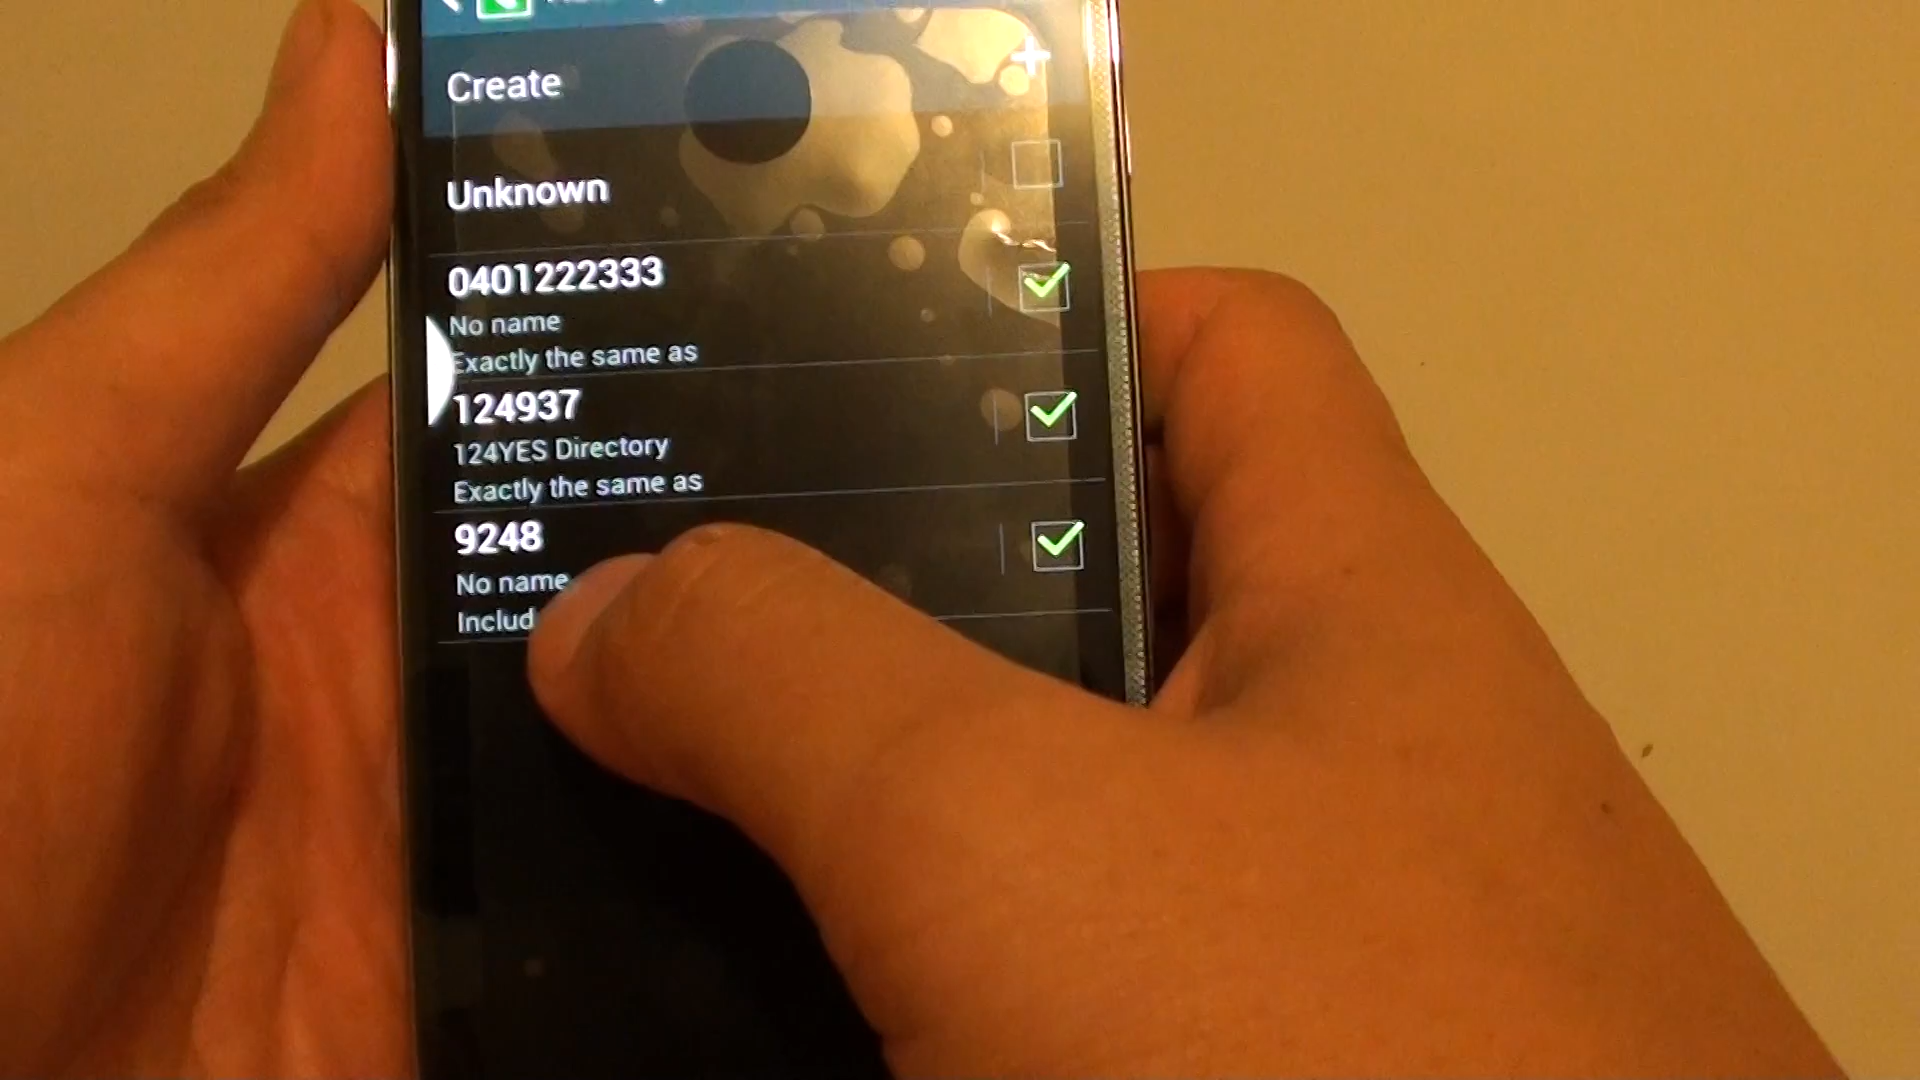 Create
Unknown
0401222333
No name
Exactly the same as
124937
124YES Directory
Exactly the same as
9248
No name
Includ